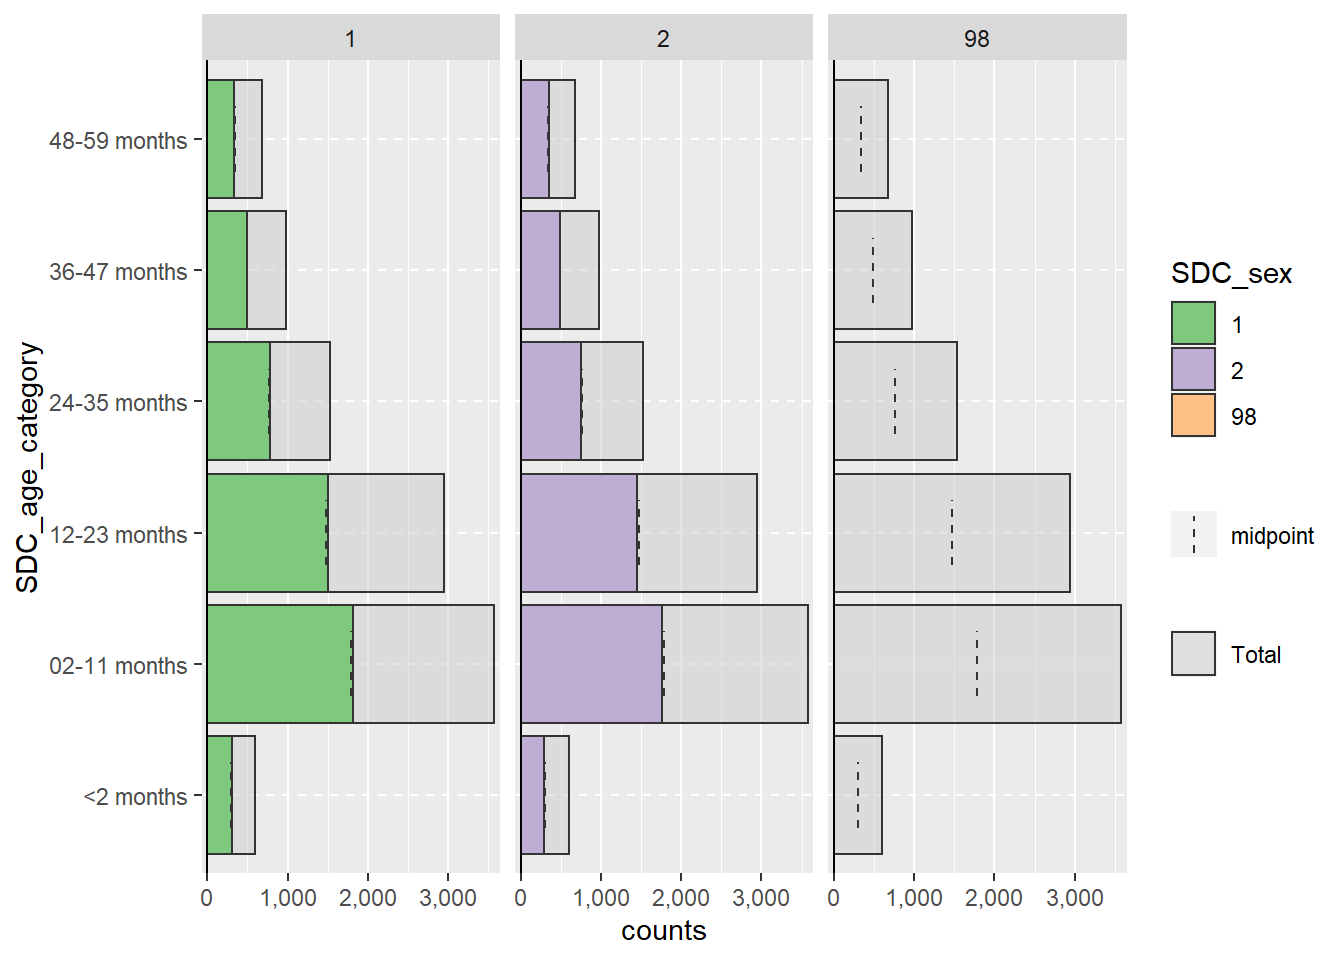 1 2 98
48-59 months
36-47 months
24-35 months
12-23 months
02-11 months
<2 months
SDC_age_category
0 1,000 2,000 3,000 0 1,000 2,000 3,000 0 1,000 2,000 3,000
counts
SDC_sex
1
2
98
midpoint
Total